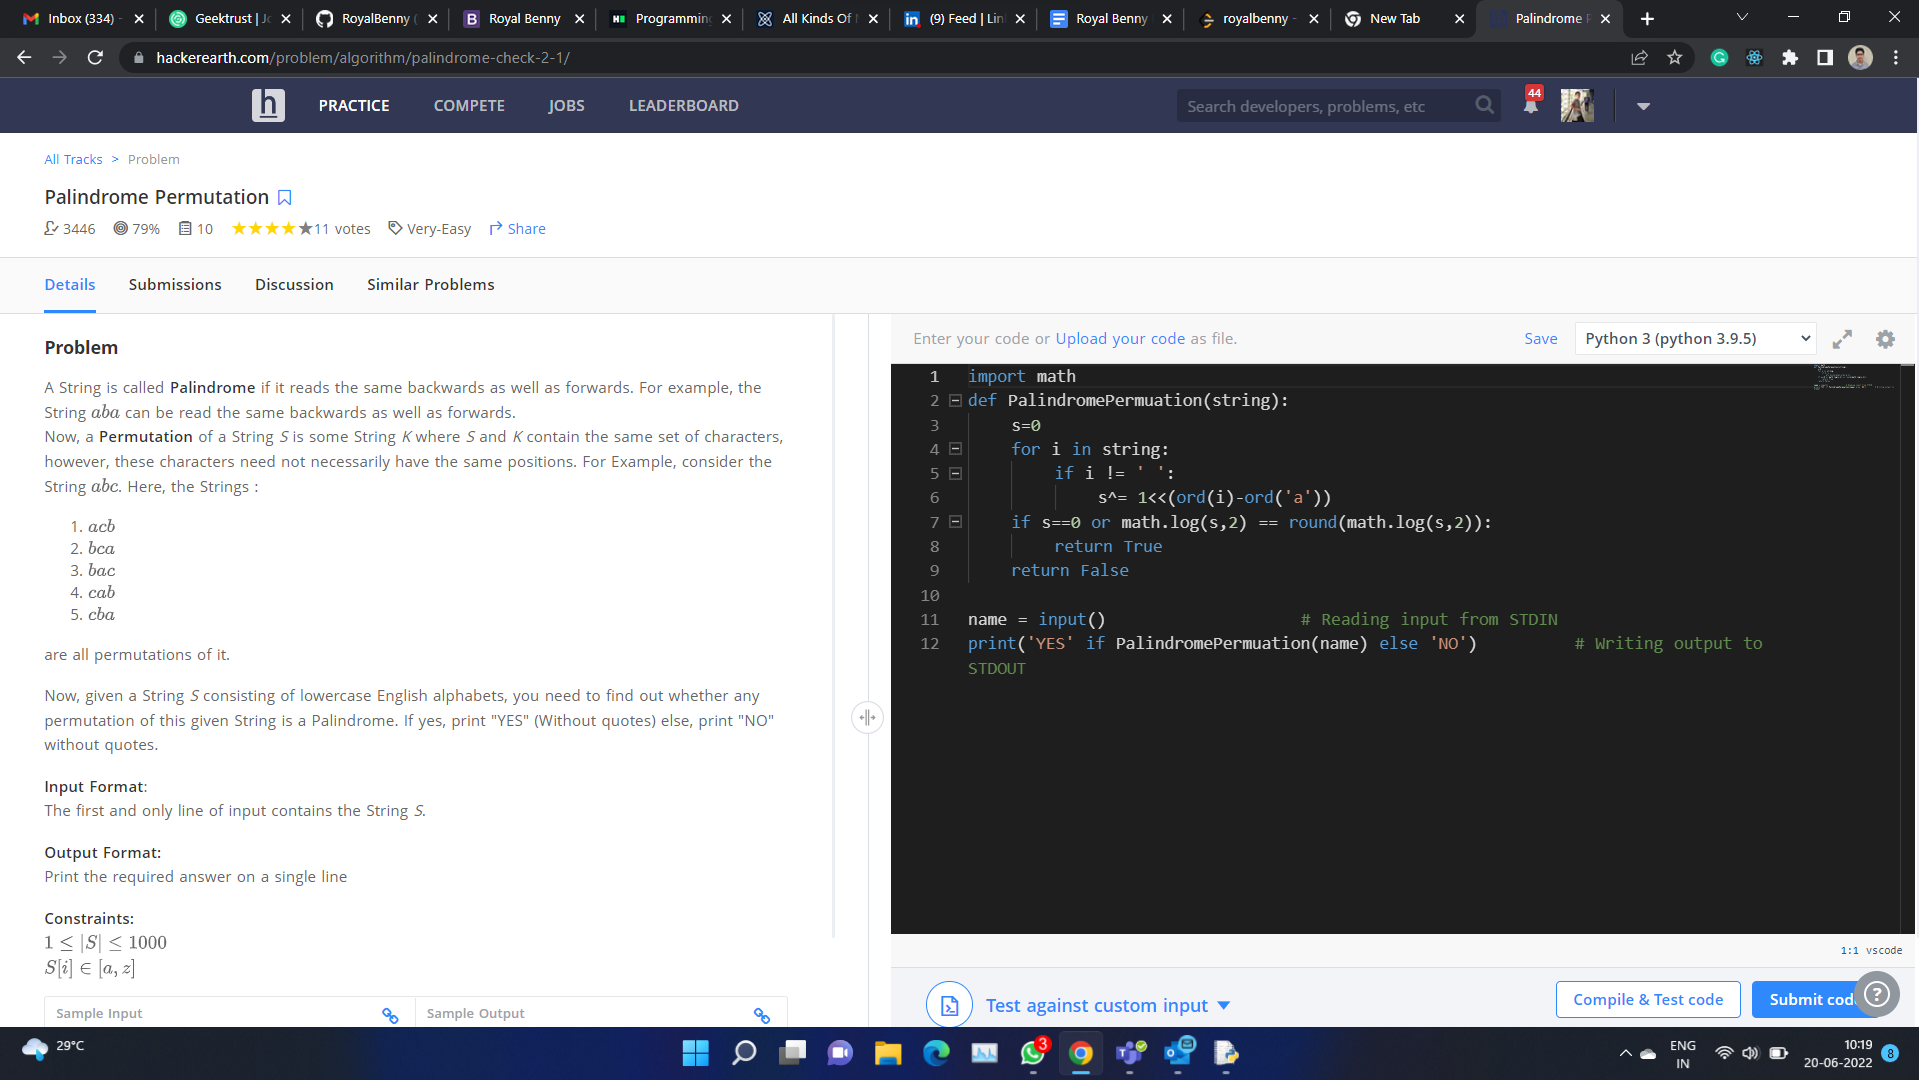 Inbox (334) -
Geektrust | Jo
RoyalBenny (
Royal Benny
Programming
All Kinds Of
(9) Feed | Lin
Royal Benny
royalbenny -
New Tab
Palindrome P
hackerearth.com/problem/algorithm/palindrome-check-2-1/
h PRACTICE COMPETE JOBS LEADERBOARD Search developers, problems, etc 44
All Tracks > Problem
Palindrome Permutation
3446 79% 10 ★★★★★11 votes Very-Easy Share
Details Submissions Discussion Similar Problems
Problem
A String is called Palindrome if it reads the same backwards as well as forwards. For example, the
String aba can be read the same backwards as well as forwards.
Now, a Permutation of a String S is some String K where S and K contain the same set of characters,
however, these characters need not necessarily have the same positions. For Example, consider the
String abc. Here, the Strings :
1. acb
2. bca
3. bac
4. cab
5. cba
are all permutations of it.
Now, given a String S consisting of lowercase English alphabets, you need to find out whether any
permutation of this given String is a Palindrome. If yes, print "YES" (Without quotes) else, print "NO"
without quotes.
Input Format:
The first and only line of input contains the String S.
Output Format:
Print the required answer on a single line
Constraints:
1 ≤ |S| ≤ 1000
S[i] ∈ [a, z]
Sample Input Sample Output
Enter your code or Upload your code as file. Save Python 3 (python 3.9.5)
1 import math
2 def PalindromePermuation(string):
3 s=0
4 for i in string:
5 if i != ' ':
6 s^= 1<<(ord(i)-ord('a'))
7 if s==0 or math.log(s,2) == round(math.log(s,2)):
8 return True
9 return False
10
11 name = input() # Reading input from STDIN
12 print('YES' if PalindromePermuation(name) else 'NO') # Writing output to
STDOUT
1:1 vscode
Test against custom input Compile & Test code Submit cod ?
29°C 3 ENG
IN
10:19
20-06-2022 8